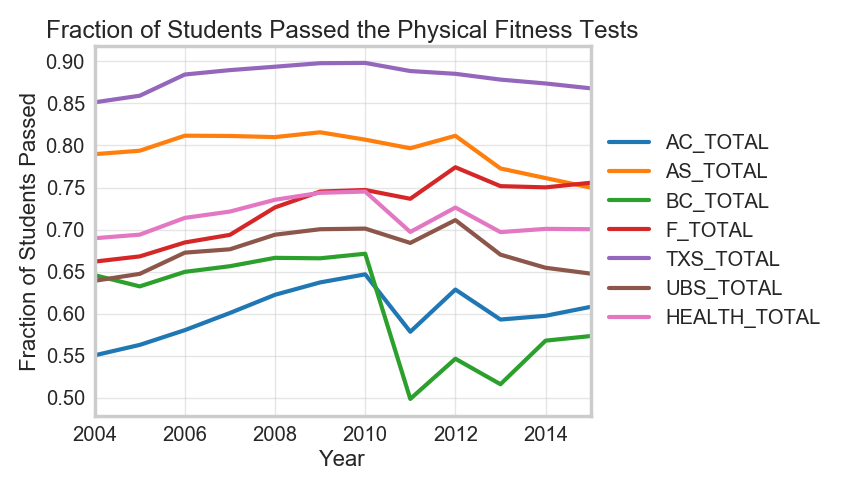 Fraction of Students Passed the Physical Fitness Tests
Fraction of Students Passed
0.90
0.85
0.80
0.75
0.70
0.65
0.60
0.55
0.50
2004 2006 2008 2010 2012 2014
Year
AC_TOTAL
AS_TOTAL
BC_TOTAL
F_TOTAL
TXS_TOTAL
UBS_TOTAL
HEALTH_TOTAL